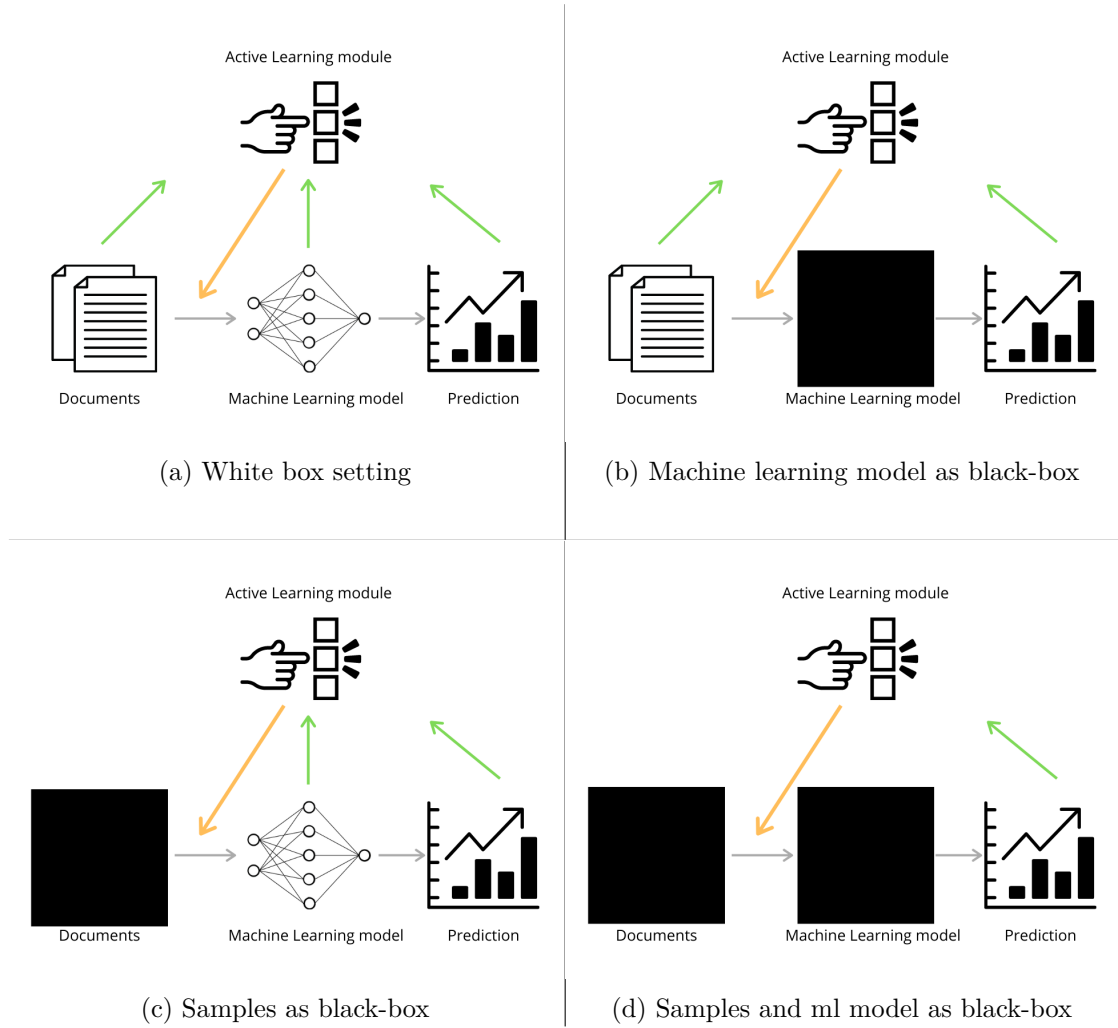 Active Learning module
Documents
Machine Learning model
Prediction
(a) White box setting
Active Learning module
Documents
Machine Learning model
Prediction
(b) Machine learning model as black-box
Active Learning module
Documents
Machine Learning model
Prediction
(c) Samples as black-box
Active Learning module
Documents
Machine Learning model
Prediction
(d) Samples and ml model as black-box